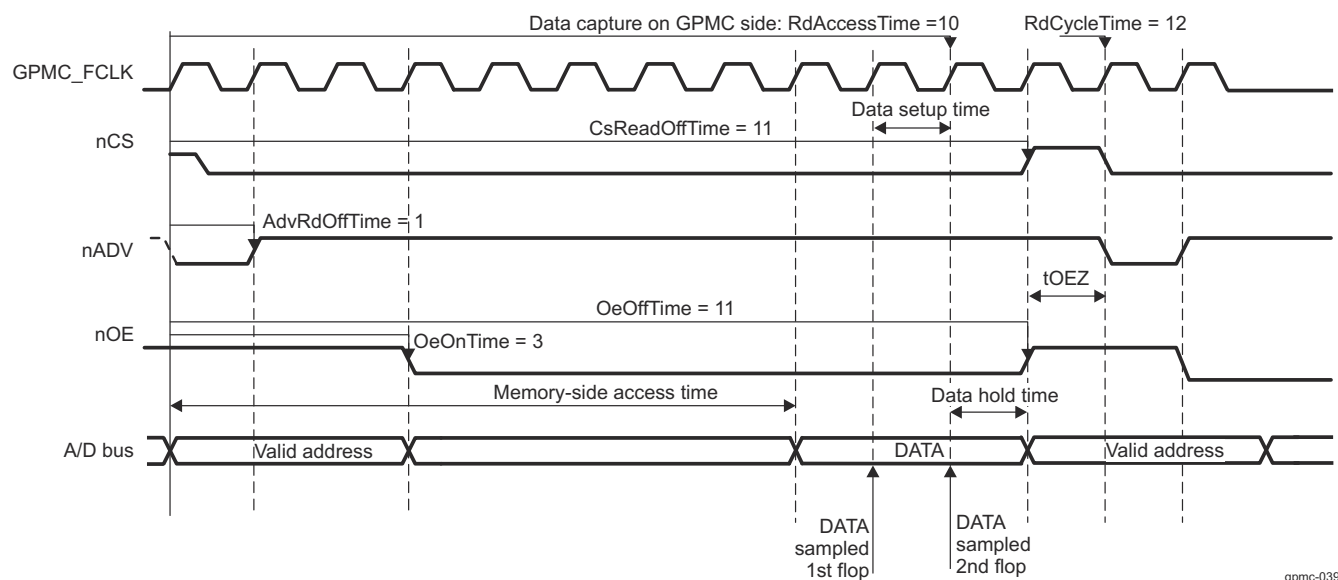 Data capture on GPMC side: RdAccessTime =10
RdCycleTime = 12
GPMC_FCLK
Data setup time
nCS
CsReadOffTime = 11
AdvRdOffTime = 1
nADV
tOEZ
OeOffTime = 11
nOE
OeOnTime = 3
Memory-side access time
Data hold time
A/D bus
Valid address
DATA
Valid address
DATA
sampled
1st flop
DATA
sampled
2nd flop
gpmc-039